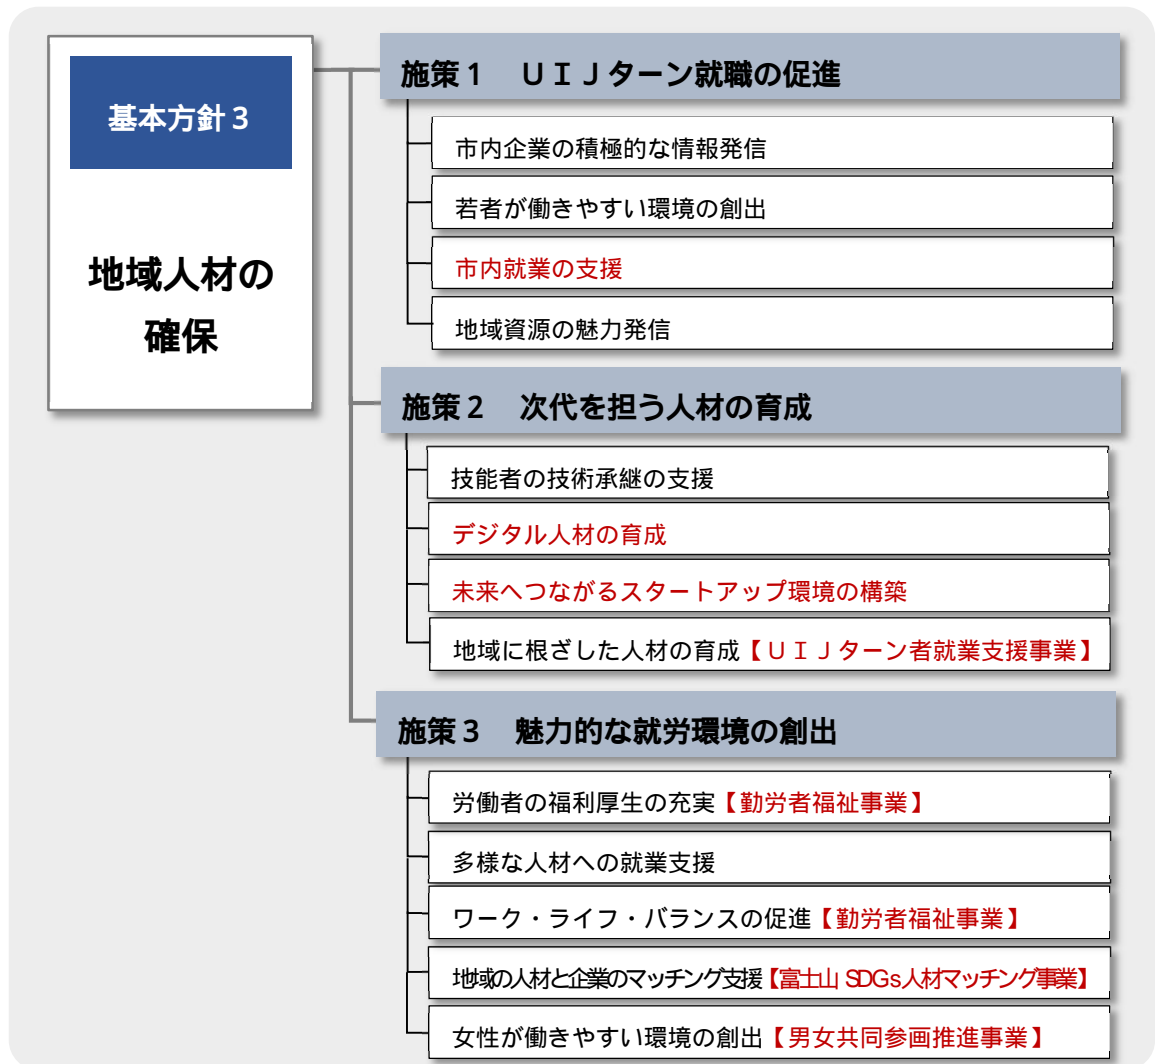 基本方針３
地域人材の
確保
施策１　ＵＩＪターン就職の促進
市内企業の積極的な情報発信
若者が働きやすい環境の創出
市内就業の支援
地域資源の魅力発信
施策２　次代を担う人材の育成
技能者の技術承継の支援
デジタル人材の育成
未来へつながるスタートアップ環境の構築
地域に根ざした人材の育成【ＵＩＪターン者就業支援事業】
施策３　魅力的な就労環境の創出
労働者の福利厚生の充実【勤労者福祉事業】
多様な人材への就業支援
ワーク・ライフ・バランスの促進【勤労者福祉事業】
地域の人材と企業のマッチング支援【富士山 SDGs人材マッチング事業】
女性が働きやすい環境の創出【男女共同参画推進事業】